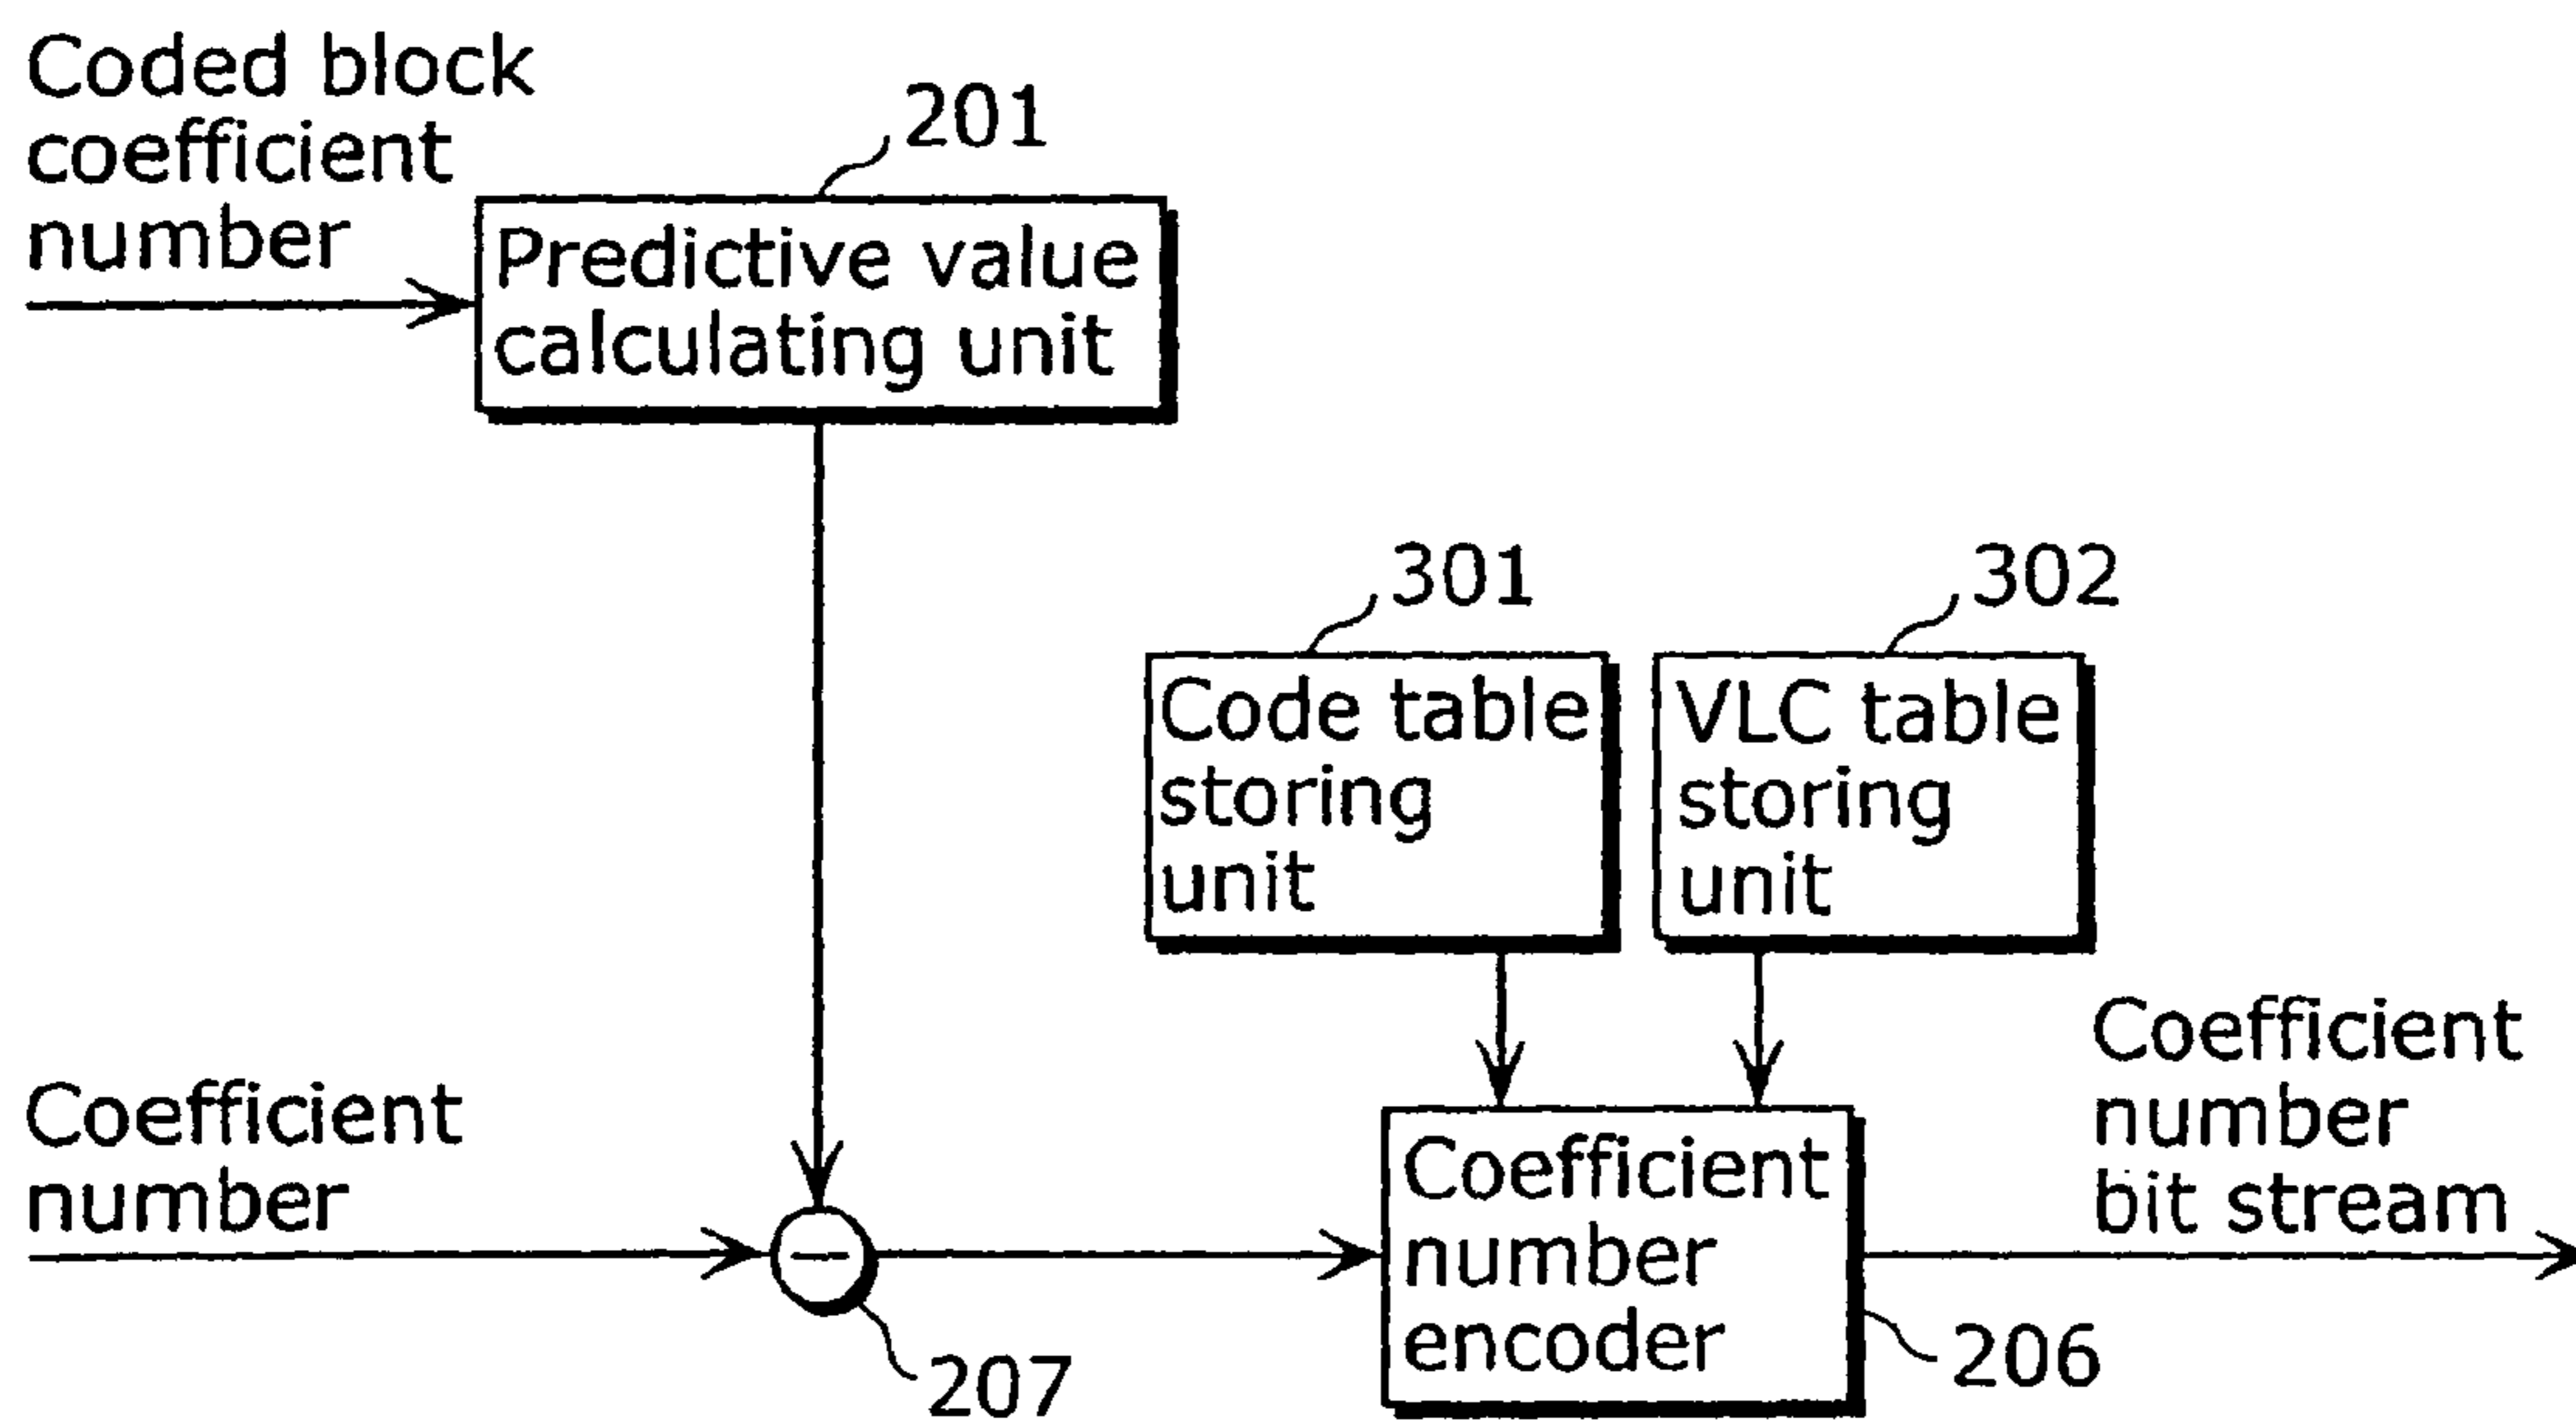 Coded block
coefficient
number
201
Predictive value
calculating unit
301
302
Code table
storing
unit
VLC table
storing
unit
Coefficient
number
Coefficient
number
encoder
Coefficient
number
bit stream
207
206